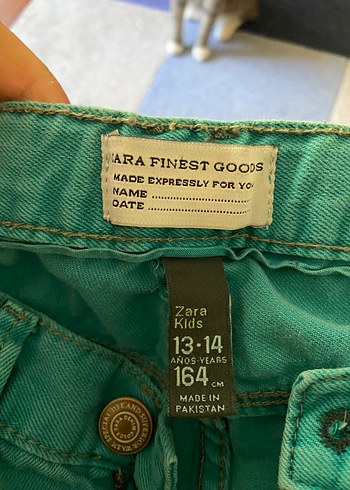 ZARA FINEST GOODS
MADE EXPRESSLY FOR YO
NAME
DATE
Zara
Kids
13-14
AÑOS-YEARS
164 CM
MADE IN
PAKISTAN